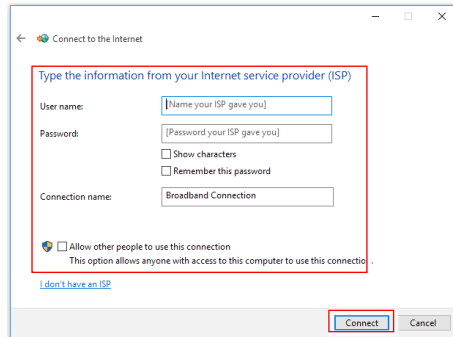 Connect to the Internet
Type the information from your Internet service provider (ISP)
User name:
[Name your ISP gave you]
Password:
[Password your ISP gave you]
Show characters
Remember this password
Connection name:
Broadband Connection
Allow other people to use this connection
This option allows anyone with access to this computer to use this connectio .
I don't have an ISP
Connect Cancel